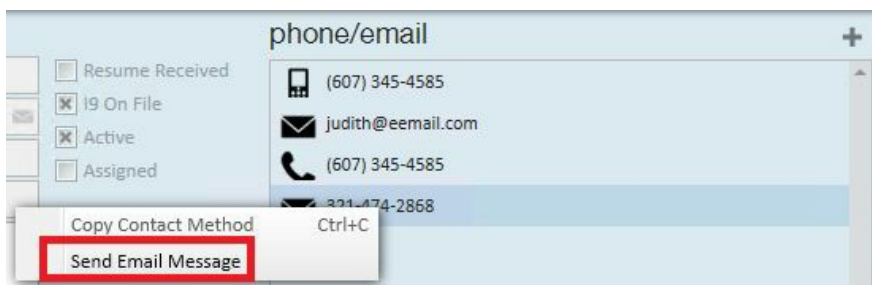 phone/email
Resume Received
I9 On File
Active
Assigned
(607) 345-4585
judith@eemail.com
(607) 345-4585
321-474-2868
Copy Contact Method Ctrl+C
Send Email Message